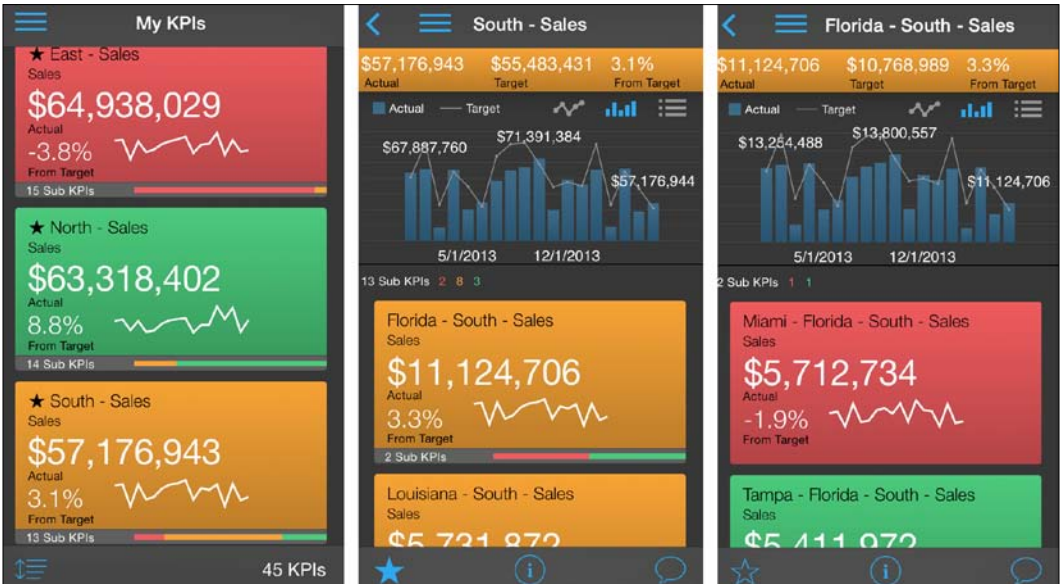 My KPIs
★ East - Sales
Sales
$64,938,029
Actual
-3.8%
From Target
15 Sub KPIs
★ North - Sales
Sales
$63,318,402
Actual
8.8%
From Target
14 Sub KPIs
★ South - Sales
Sales
$57,176,943
Actual
3.1%
From Target
13 Sub KPIs
45 KPIs
South - Sales
$57,176,943 $55,483,431 3.1%
Actual Target From Target
Actual Target
$67,887,760
$71,391,384
$57,176,944
5/1/2013 12/1/2013
13 Sub KPIs 2 8 3
Florida - South - Sales
Sales
$11,124,706
Actual
3.3%
From Target
2 Sub KPIs
Louisiana - South - Sales
Sales
$5,731,872
i
Florida - South - Sales
$11,124,706 $10,768,989 3.3%
Actual Target From Target
Actual Target
$13,254,488
$13,800,557
$11,124,706
5/1/2013 12/1/2013
2 Sub KPIs 1 1
Miami - Florida - South - Sales
Sales
$5,712,734
Actual
-1.9%
From Target
Tampa - Florida - South - Sales
Sales
$5,411,972
i